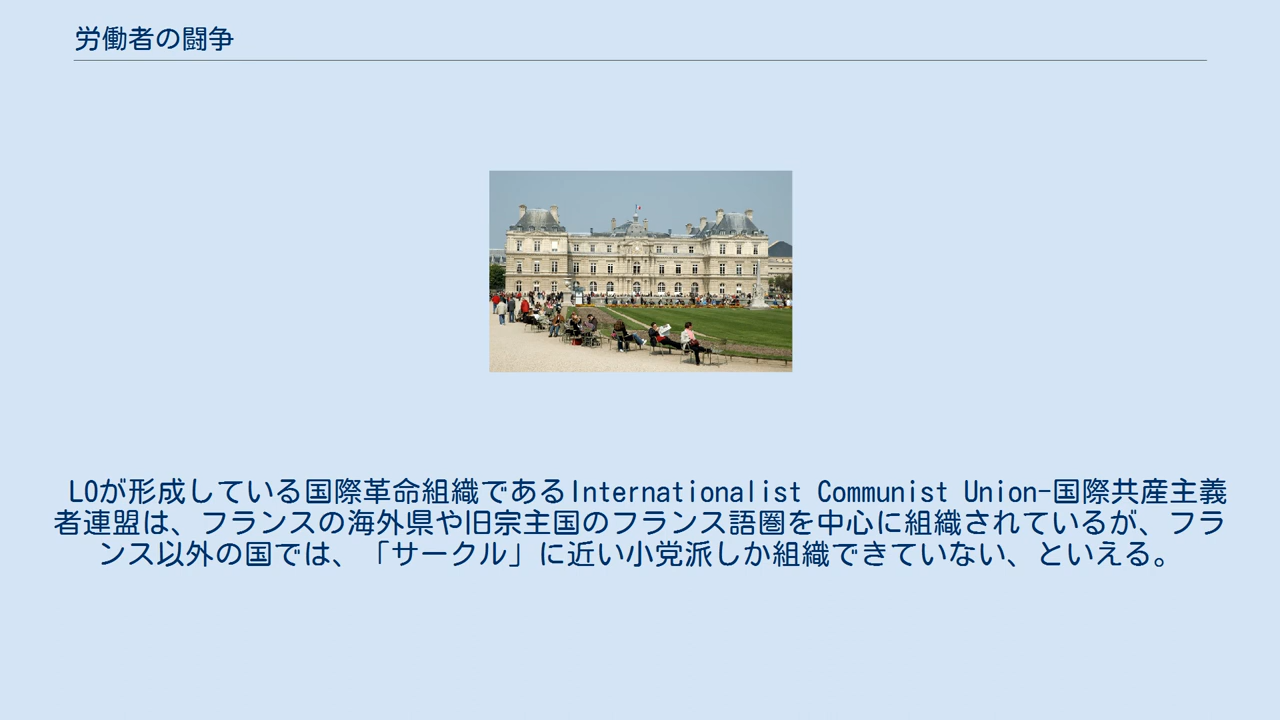 労働者の闘争
LOが形成している国際革命組織であるInternationalist Communist Union-国際共産主義
者連盟は、フランスの海外県や旧宗主国のフランス語圏を中心に組織されているが、フラ
ンス以外の国では、「サークル」に近い小党派しか組織できていない、といえる。